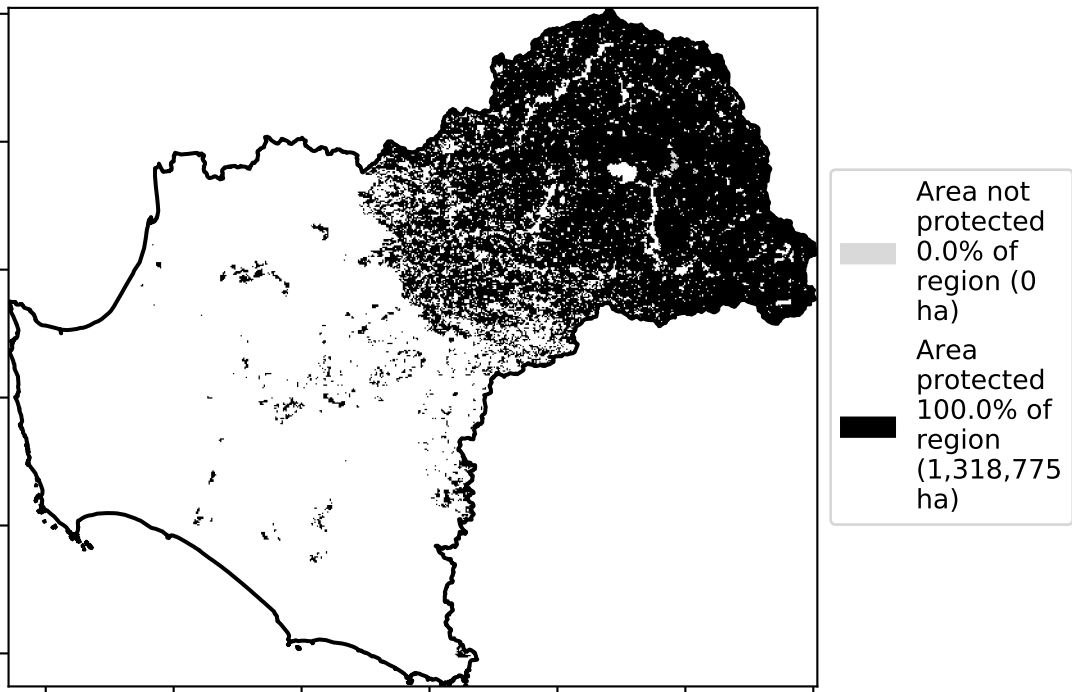 Area not
protected
0.0% of
region (0
ha)
Area
protected
100.0% of
region
(1,318,775
ha)